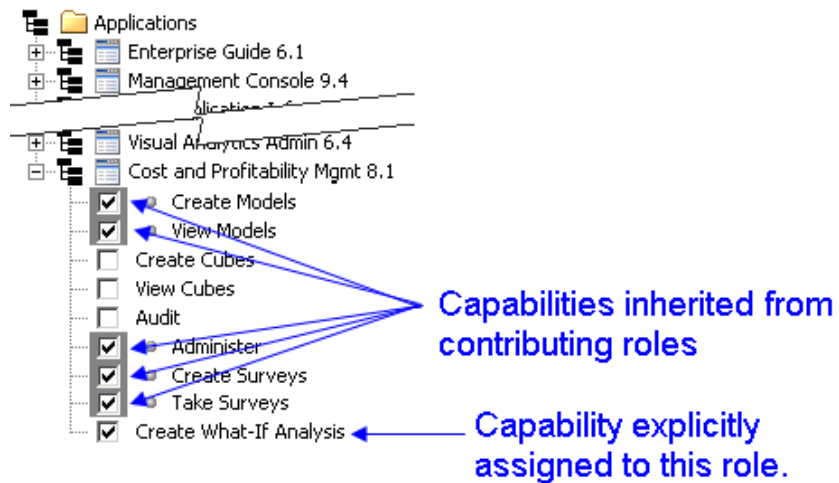 Applications
Enterprise Guide 6.1
Management Console 9.4
Visual Analytics Admin 6.4
Cost and Profitability Mgmt 8.1
Create Models
View Models
Create Cubes
View Cubes
Audit
Administer
Create Surveys
Take Surveys
Create What-If Analysis
Capabilities inherited from
contributing roles
Capability explicitly
assigned to this role.